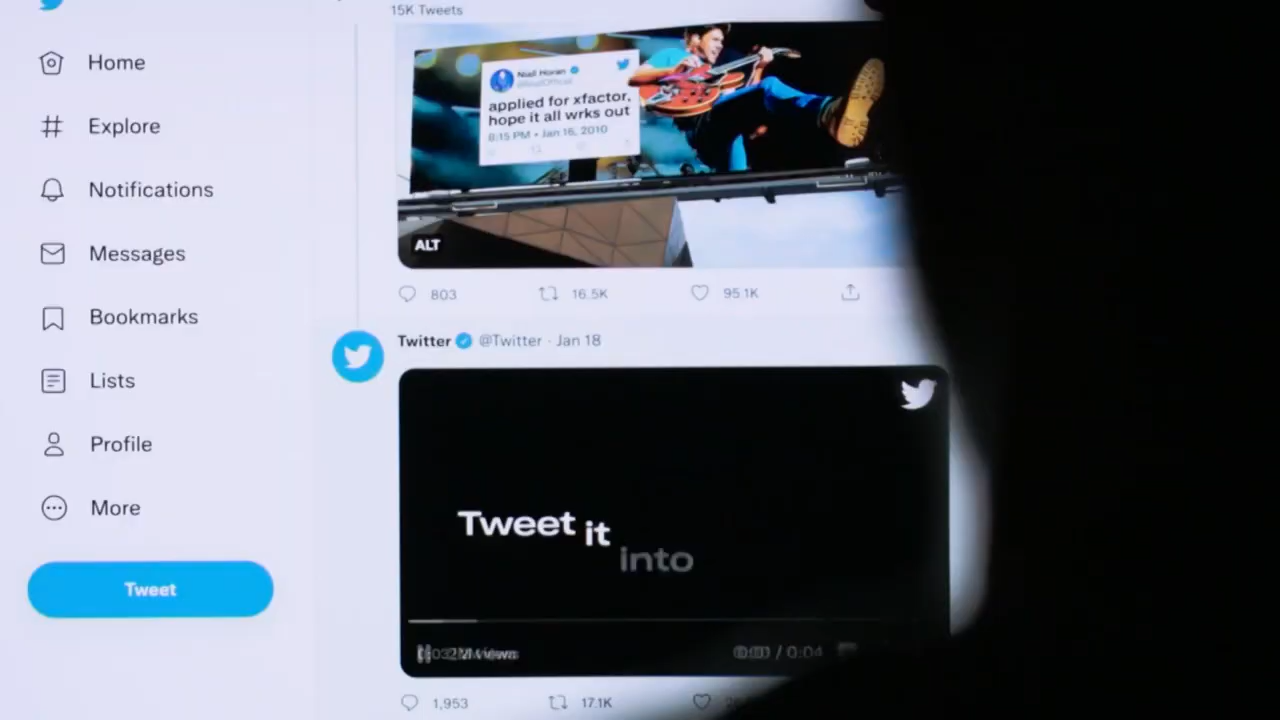 15K Tweets
Home
Explore
Notifications
Messages
Bookmarks
Lists
Profile
More
Tweet
Niall Horan
applied for xfactor,
hope it all wrks out
8:15 PM • Jan 16, 2010
ALT
803 16.5K 95.1K
Twitter @Twitter · Jan 18
Tweet it
into
views
/ 0:04
1,953 17.1K